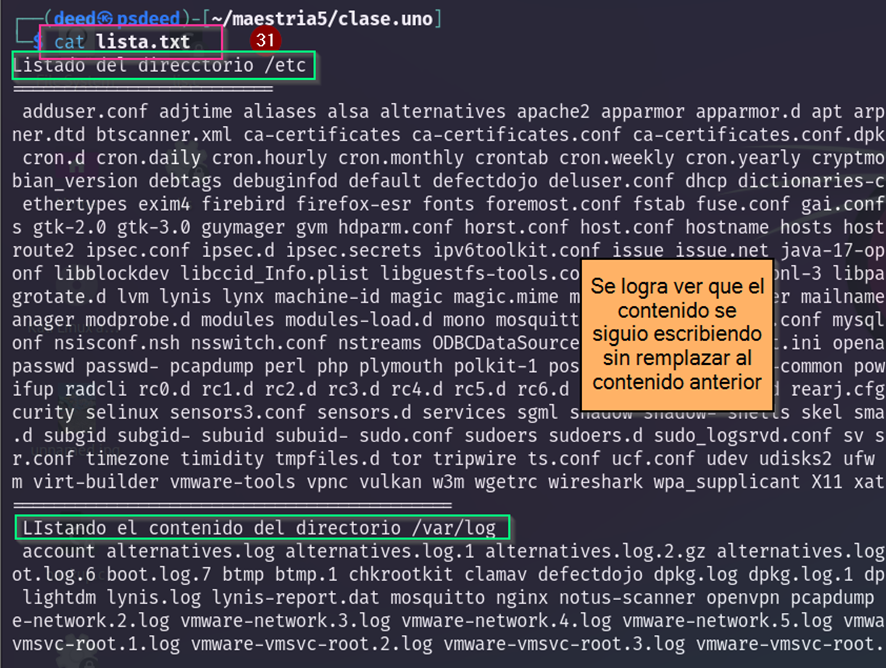 ┌──(deed㉿psdeed)-[~/maestria5/clase.uno]
└─$ cat lista.txt
31
Listado del direcctorio /etc
==========================
adduser.conf adjtime aliases alsa alternatives apache2 apparmor apparmor.d apt arp
ner.dtd btscanner.xml ca-certificates ca-certificates.conf ca-certificates.conf.dpk
cron.d cron.daily cron.hourly cron.monthly crontab cron.weekly cron.yearly cryptmo
bian_version debtags debuginfod default defectdojo deluser.conf dhcp dictionaries-c
ethertypes exim4 firebird firefox-esr fonts foremost.conf fstab fuse.conf gai.conf
s gtk-2.0 gtk-3.0 guymager gvm hdparm.conf horst.conf host.conf hostname hosts host
route2 ipsec.conf ipsec.d ipsec.secrets ipv6toolkit.conf issue issue.net java-17-op
onf libblockdev libccid_Info.plist libguestfs-tools.co nl-3 libpa
grotate.d lvm lynis lynx machine-id magic magic.mime m er mailname
anager modprobe.d modules modules-load.d mono mosquitt .conf mysql
onf nsisconf.nsh nsswitch.conf nstreams ODBCDataSource t.ini opena
passwd passwd- pcapdump perl php plymouth polkit-1 pos -common pow
ifup radcli rc0.d rc1.d rc2.d rc3.d rc4.d rc5.d rc6.d rearj.cfg
curity selinux sensors3.conf sensors.d services sgml shadow shadow- shells skel sma
.d subgid subgid- subuid subuid- sudo.conf sudoers sudoers.d sudo_logsrvd.conf sv s
r.conf timezone timidity tmpfiles.d tor tripwire ts.conf ucf.conf udev udisks2 ufw
m virt-builder vmware-tools vpnc vulkan w3m wgetrc wireshark wpa_supplicant X11 xat
Se logra ver que el
contenido se
siguio escribiendo
sin remplazar al
contenido anterior
============================================
LIstando el contenido del directorio /var/log
account alternatives.log alternatives.log.1 alternatives.log.2.gz alternatives.log
ot.log.6 boot.log.7 btmp btmp.1 chkrootkit clamav defectdojo dpkg.log dpkg.log.1 dp
lightdm lynis.log lynis-report.dat mosquitto nginx notus-scanner openvpn pcapdump
e-network.2.log vmware-network.3.log vmware-network.4.log vmware-network.5.log vmwa
vmsvc-root.1.log vmware-vmsvc-root.2.log vmware-vmsvc-root.3.log vmware-vmsvc-root.